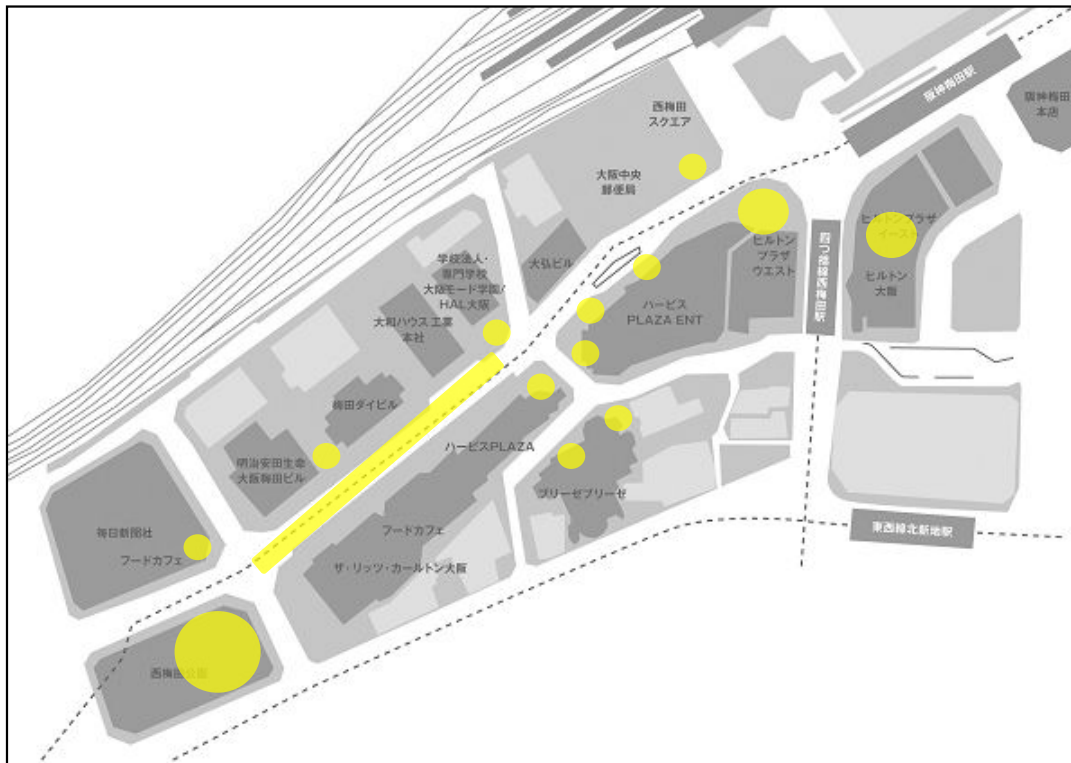 阪神梅田駅
阪神梅田
本店
西梅田
スクエア
大阪中央
郵便局
ヒルトンプラザ
イースト
ヒルトン
大阪
ヒルトン
プラザ
ウエスト
四つ橋線西梅田駅
大弘ビル
学校法人・
専門学校
大阪モード学園/
HAL大阪
大和ハウス工業
本社
ハービス
PLAZA ENT
梅田ダイビル
ハービスPLAZA
明治安田生命
大阪梅田ビル
ブリーゼブリーゼ
毎日新聞社
フードカフェ
フードカフェ
ザ・リッツ・カールトン大阪
東西線北新地駅
西梅田公園